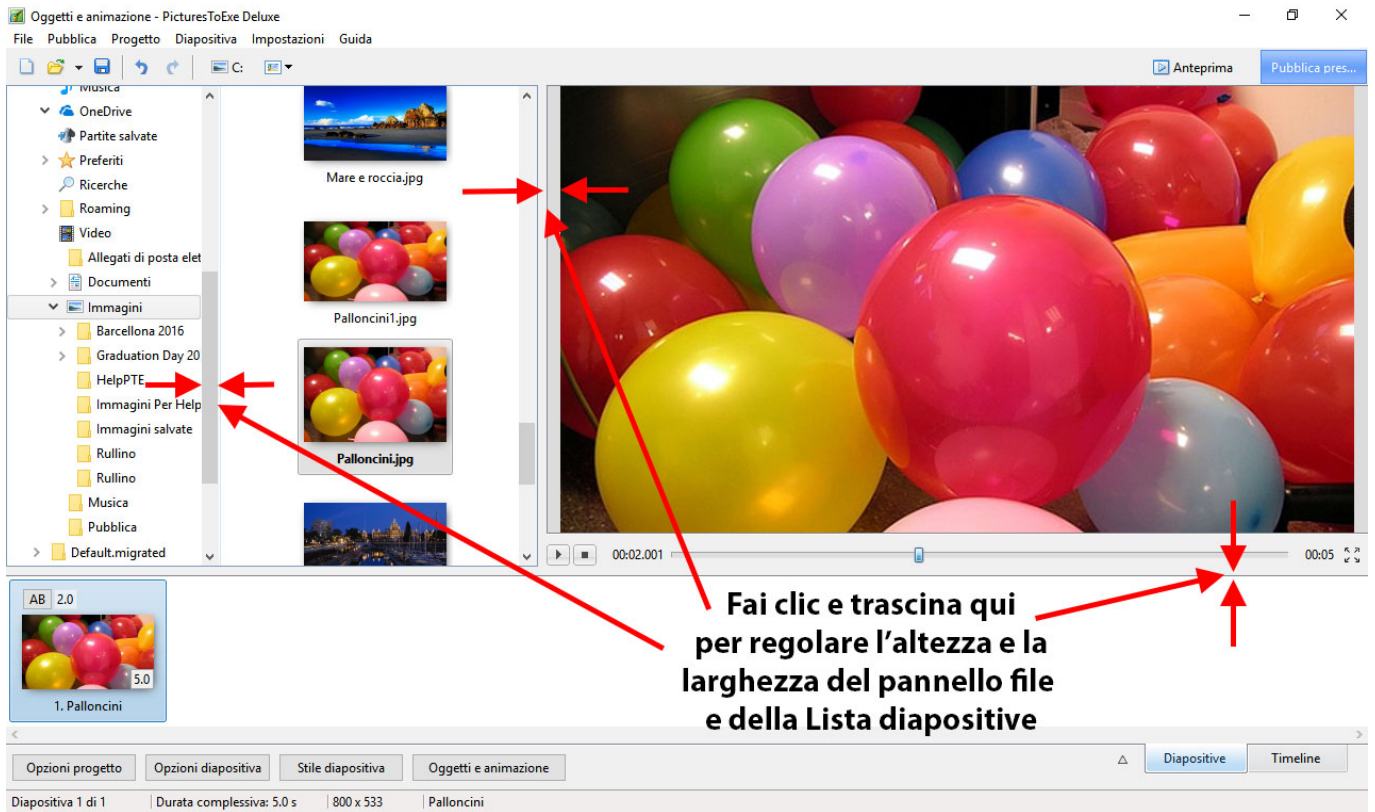 Oggetti e animazione - PicturesToExe Deluxe
File Pubblica Progetto Diapositiva Impostazioni Guida
C:
Anteprima
Pubblica pres...
Musica
OneDrive
Partite salvate
Preferiti
Ricerche
Roaming
Video
Allegati di posta elet
Documenti
Immagini
Barcellona 2016
Graduation Day 20
HelpPTE
Immagini Per Help
Immagini salvate
Rullino
Rullino
Musica
Pubblica
Default.migrated
Mare e roccia.jpg
Palloncini1.jpg
Palloncini.jpg
00:02.001
00:05
AB 2.0
5.0
1. Palloncini
Fai clic e trascina qui
per regolare l’altezza e la
larghezza del pannello file
e della Lista diapositive
Opzioni progetto
Opzioni diapositiva
Stile diapositiva
Oggetti e animazione
Diapositive
Timeline
Diapositiva 1 di 1
Durata complessiva: 5.0 s
800 x 533
Palloncini